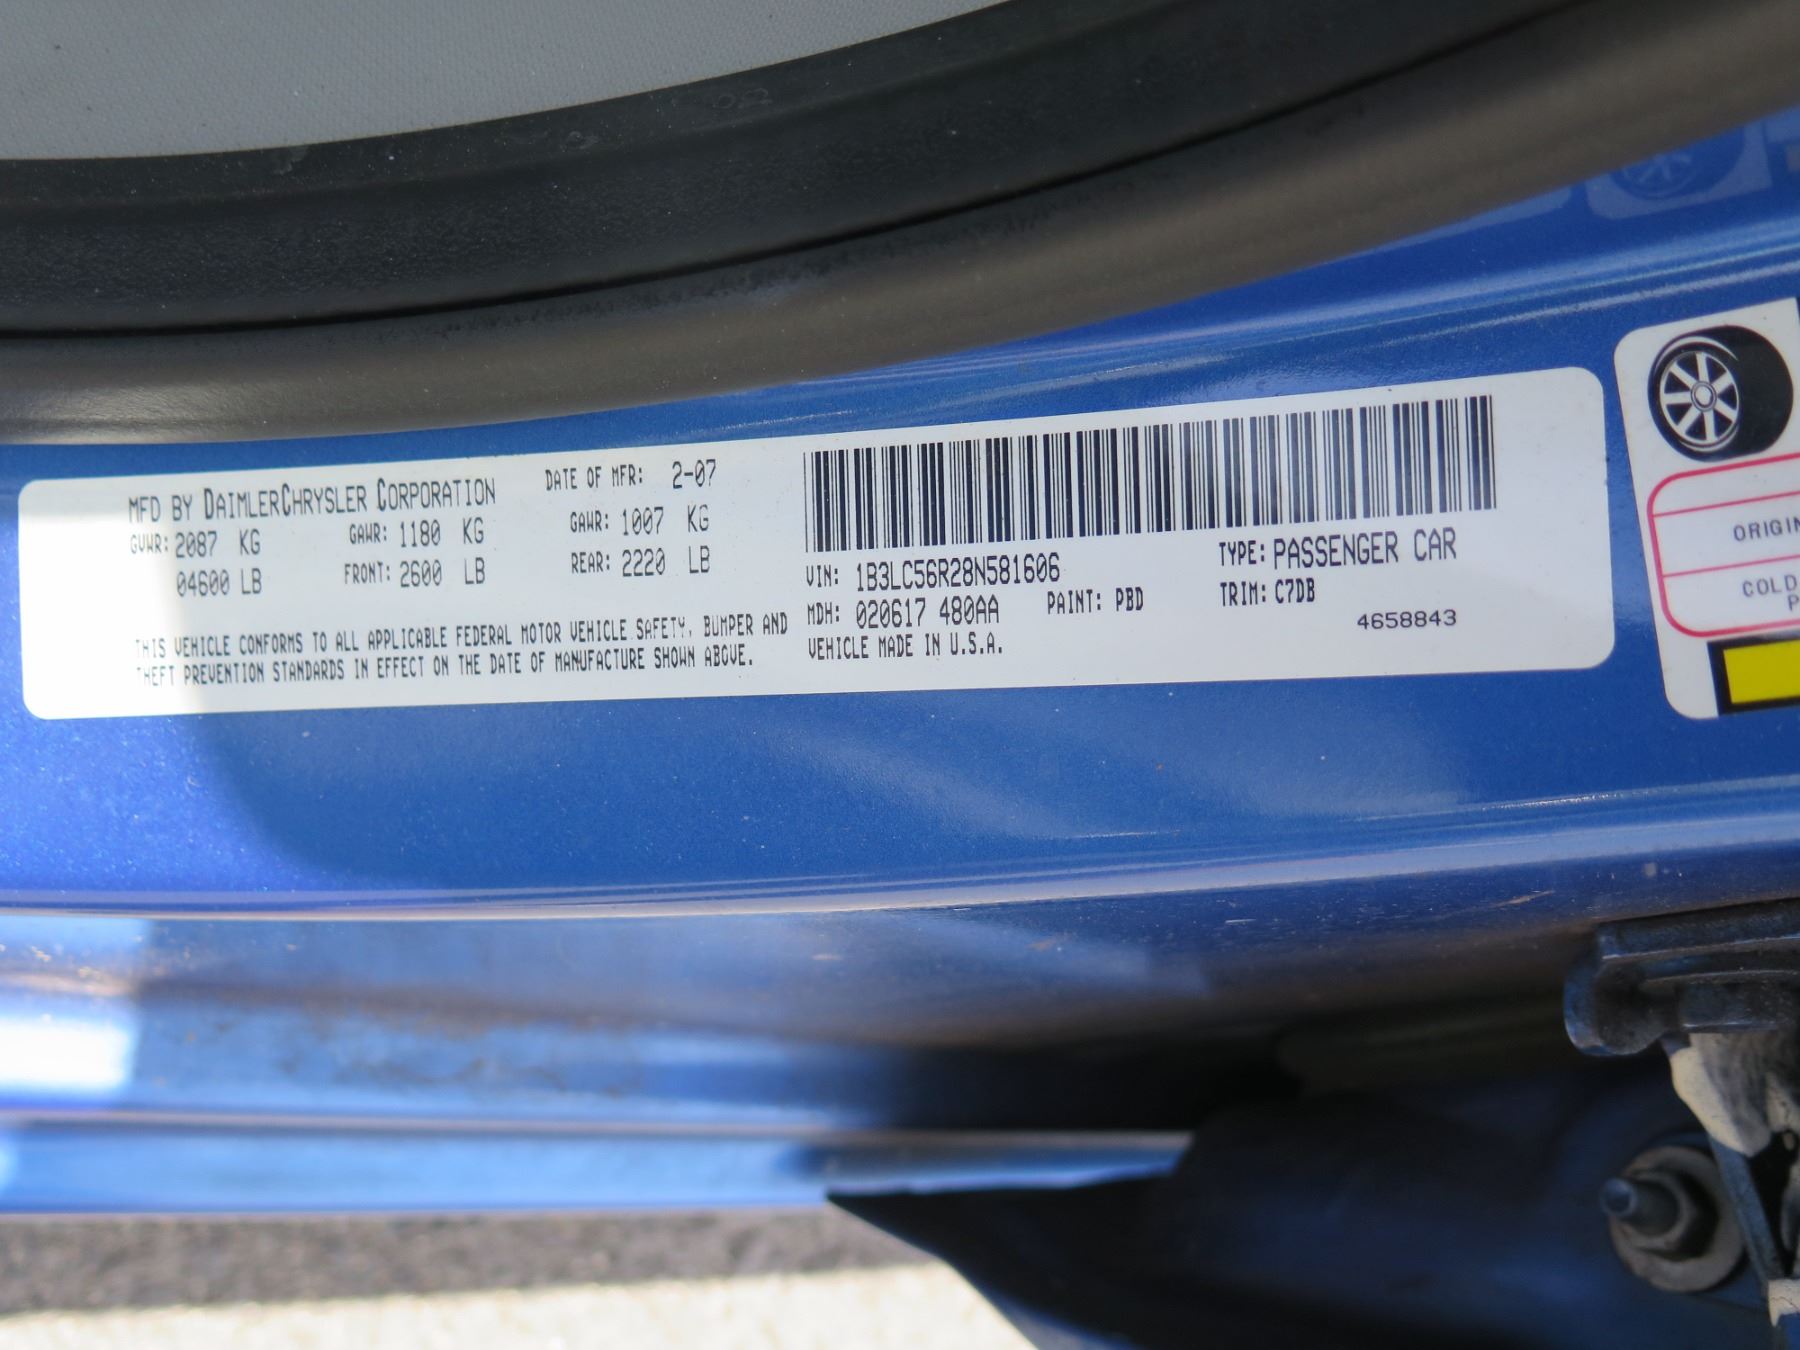 MFD BY DAIMLERCHRYSLER CORPORATION DATE OF MFR: 2-07
GVWR: 2087 KG GAWR: 1180 KG GAWR: 1007 KG
04600 LB FRONT: 2600 LB REAR: 2220 LB
THIS VEHICLE CONFORMS TO ALL APPLICABLE FEDERAL MOTOR VEHICLE SAFETY, BUMPER AND
THEFT PREVENTION STANDARDS IN EFFECT ON THE DATE OF MANUFACTURE SHOWN ABOVE.
VIN: 1B3LC56R28N581606 TYPE: PASSENGER CAR
MDH: 020617 480AA PAINT: PBD TRIM: C7DB
VEHICLE MADE IN U.S.A. 4658843
COLD